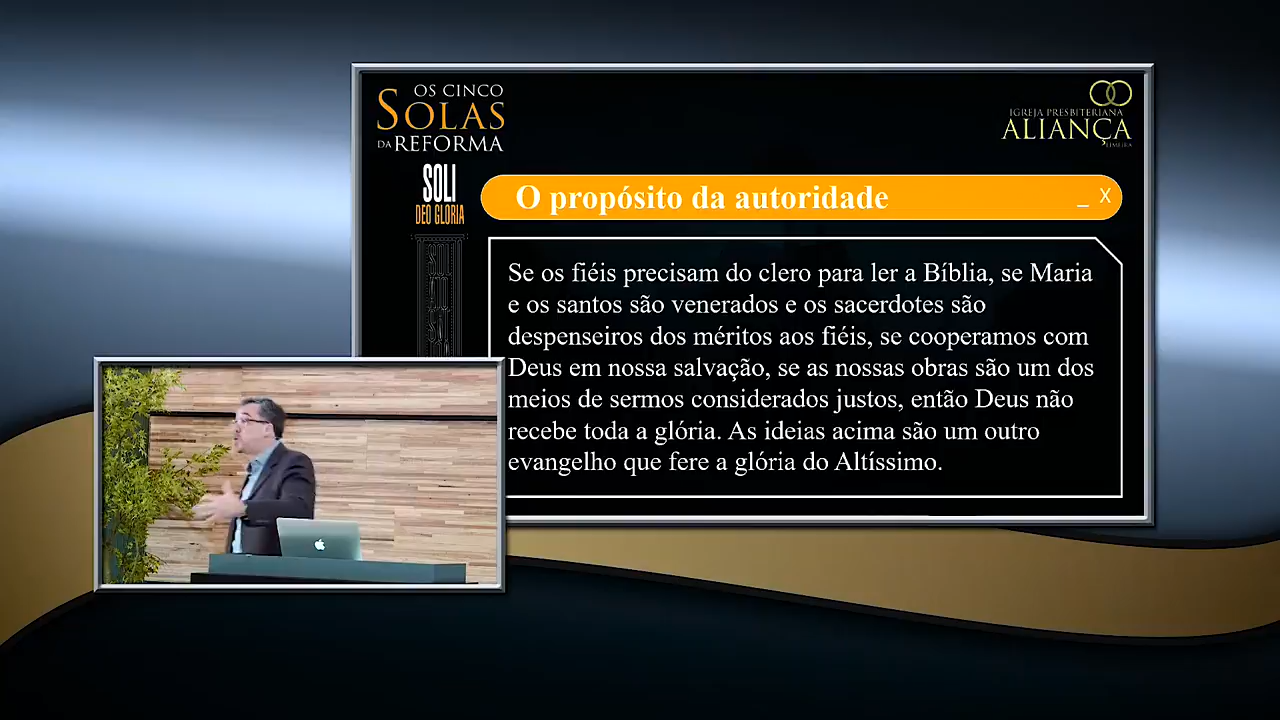 OS CINCO
SOLAS
DA REFORMA
IGREJA PRESBITERIANA
ALIANÇA
LIMEIRA
SOLI
DEO GLORIA
O propósito da autoridade
_ X
Se os fiéis precisam do clero para ler a Bíblia, se Maria
e os santos são venerados e os sacerdotes são
despenseiros dos méritos aos fiéis, se cooperamos com
Deus em nossa salvação, se as nossas obras são um dos
meios de sermos considerados justos, então Deus não
recebe toda a glória. As ideias acima são um outro
evangelho que fere a glória do Altíssimo.